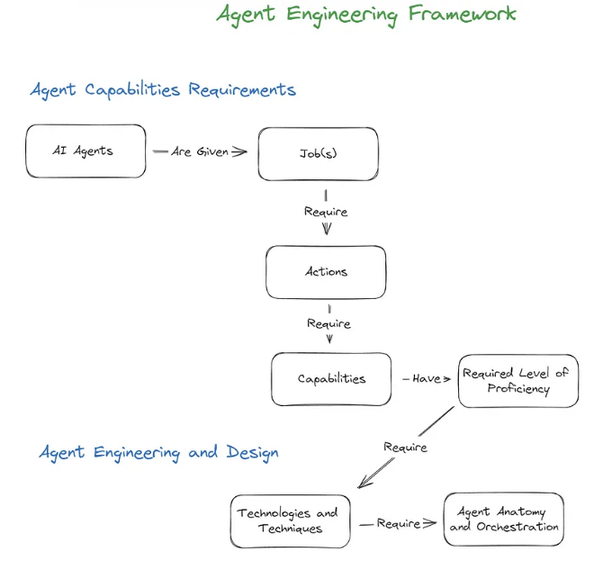 Agent Engineering Framework
Agent Capabilities Requirements
AI Agents
Are Given
Job(s)
Require
Actions
Require
Capabilities
Have
Required Level of
Proficiency
Require
Agent Engineering and Design
Technologies and
Techniques
Require
Agent Anatomy
and Orchestration